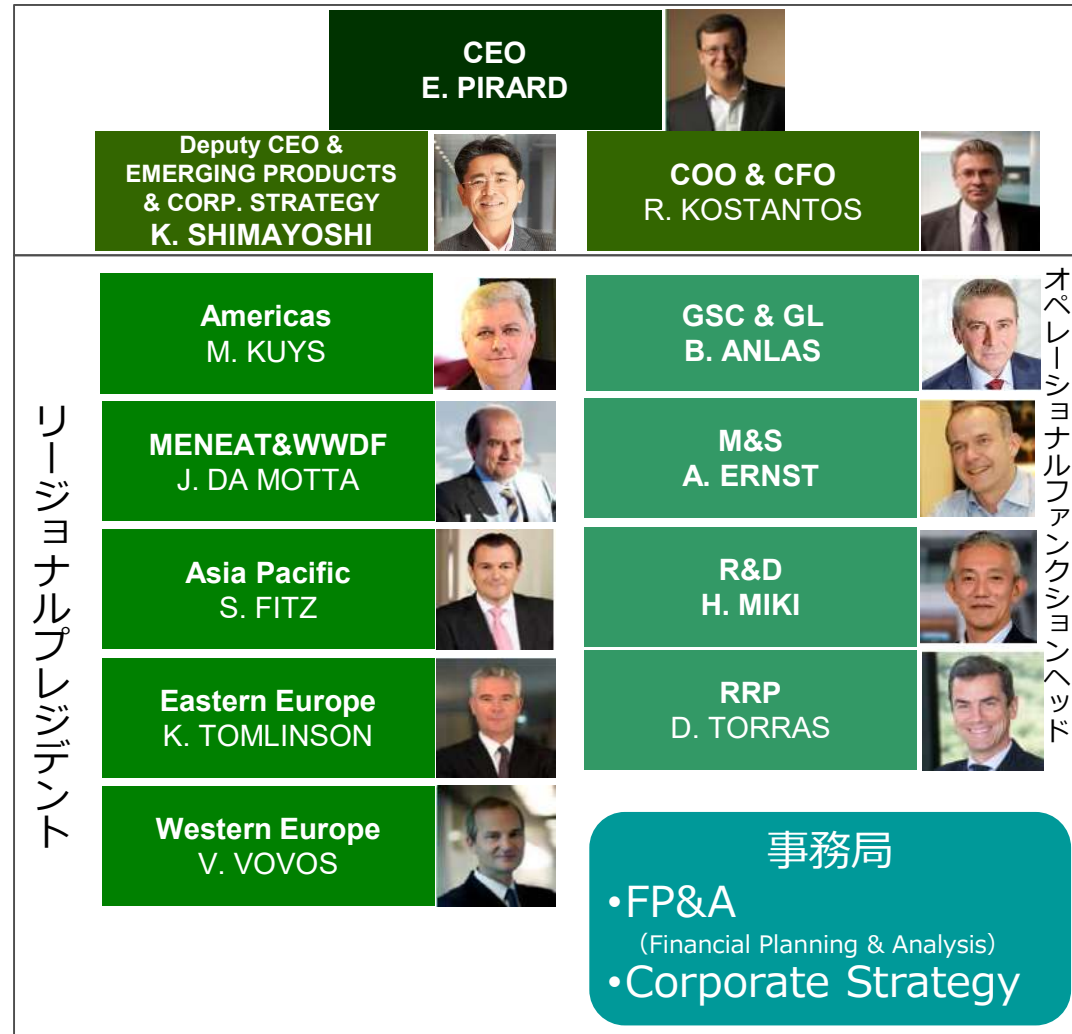 CEO
E. PIRARD
Deputy CEO &
EMERGING PRODUCTS
& CORP. STRATEGY
K. SHIMAYOSHI
COO & CFO
R. KOSTANTOS
リージョナルプレジデント
Americas
M. KUYS
MENEAT&WWDF
J. DA MOTTA
Asia Pacific
S. FITZ
Eastern Europe
K. TOMLINSON
Western Europe
V. VOVOS
オペレーショナルファンクションヘッド
GSC & GL
B. ANLAS
M&S
A. ERNST
R&D
H. MIKI
RRP
D. TORRAS
事務局
•FP&A
（Financial Planning & Analysis）
•Corporate Strategy